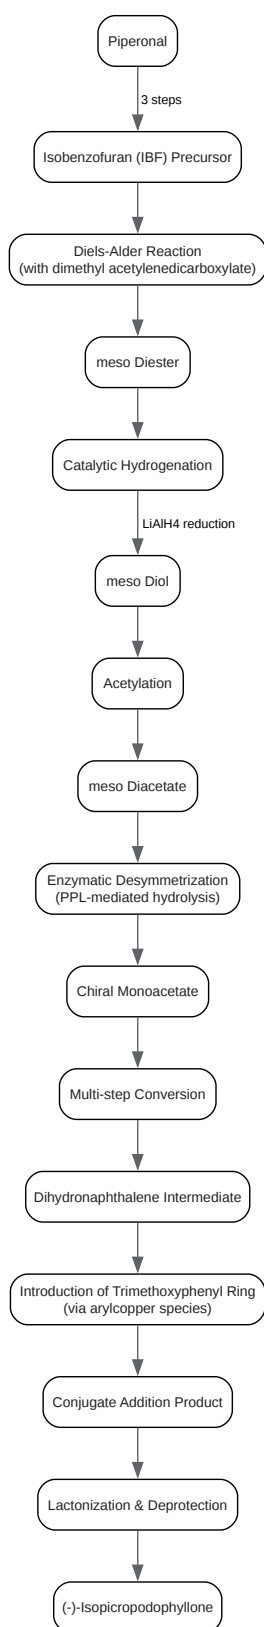 Piperonal
3 steps
Isobenzofuran (IBF) Precursor
Diels-Alder Reaction
(with dimethyl acetylenedicarboxylate)
meso Diester
Catalytic Hydrogenation
LiAlH4 reduction
meso Diol
Acetylation
meso Diacetate
Enzymatic Desymmetrization
(PPL-mediated hydrolysis)
Chiral Monoacetate
Multi-step Conversion
Dihydronaphthalene Intermediate
Introduction of Trimethoxyphenyl Ring
(via arylcopper species)
Conjugate Addition Product
Lactonization & Deprotection
(-)-Isopicropodophyllone